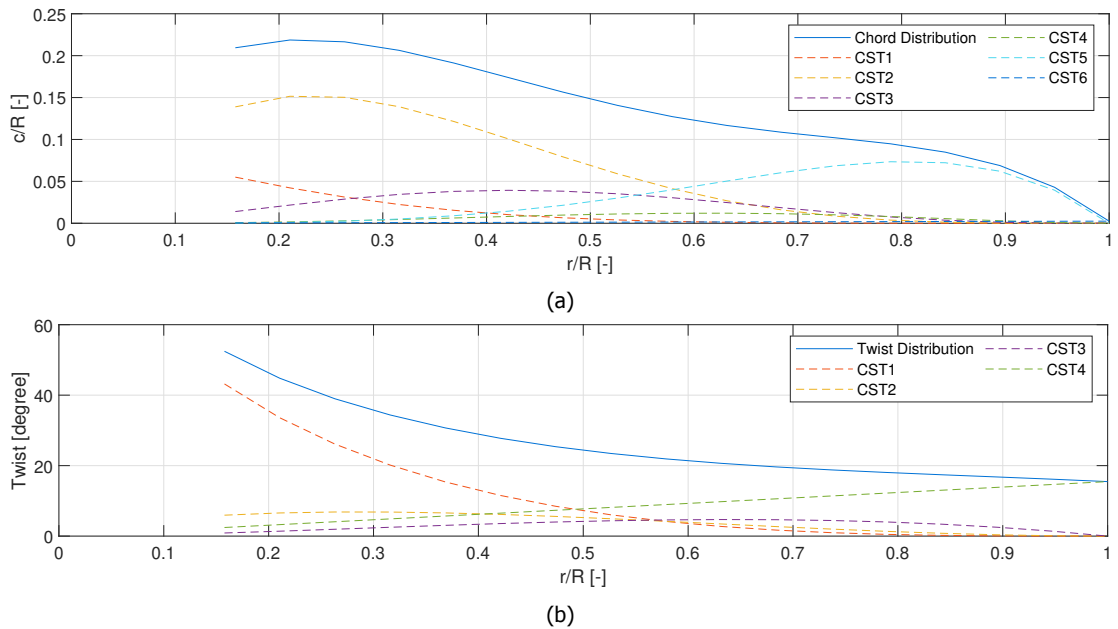 0.25
0.2
0.15
0.1
0.05
0
c/R [-]
Chord Distribution
CST1
CST2
CST3
CST4
CST5
CST6
0 0.1 0.2 0.3 0.4 0.5 0.6 0.7 0.8 0.9 1
r/R [-]
(a)
60
40
20
0
Twist [degree]
Twist Distribution
CST1
CST2
CST3
CST4
0 0.1 0.2 0.3 0.4 0.5 0.6 0.7 0.8 0.9 1
r/R [-]
(b)